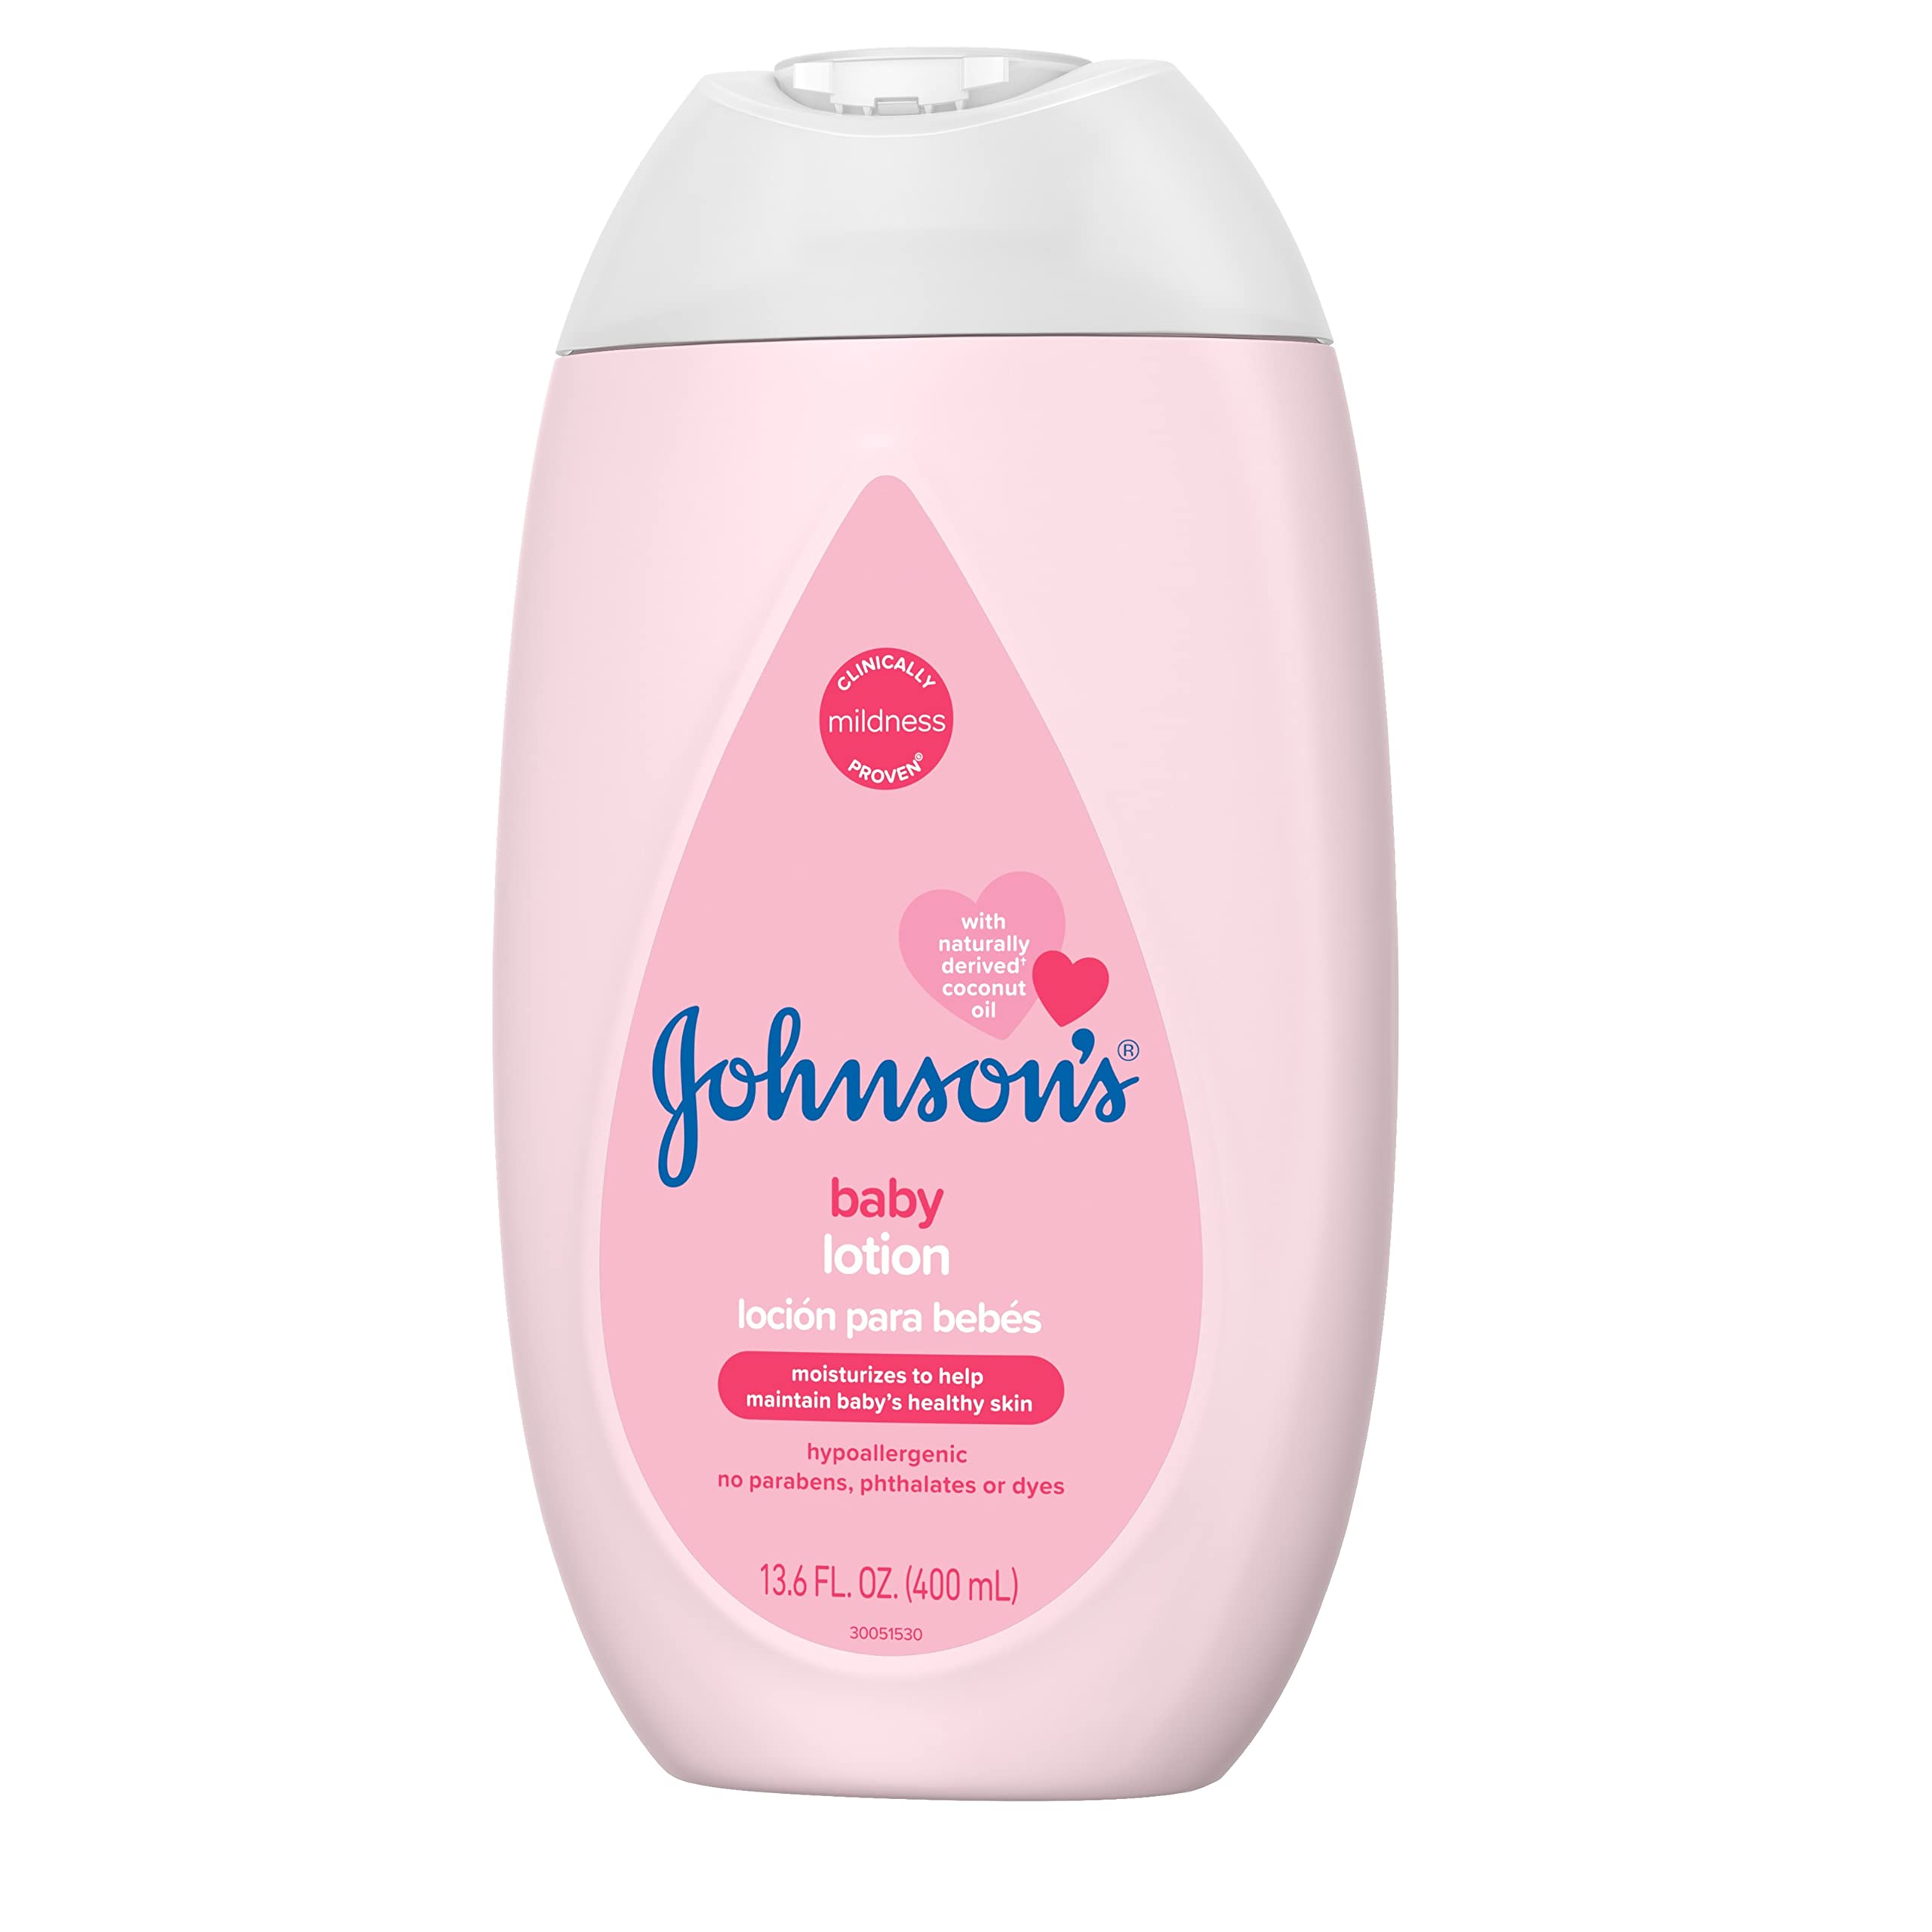 CLINICALLY
mildness
PROVEN®
with
naturally
derived†
coconut
oil
Johnson's®
baby
lotion
loción para bebés
moisturizes to help
maintain baby's healthy skin
hypoallergenic
no parabens, phthalates or dyes
13.6 FL. OZ. (400 mL)
30051530